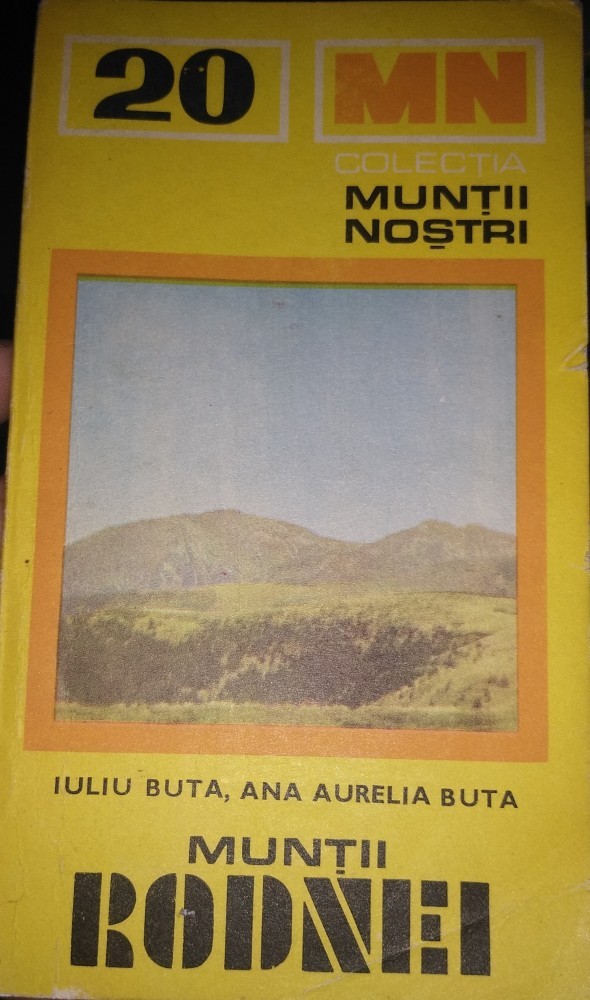 20
MN
COLECȚIA
MUNȚII
NOȘTRI
IULIU BUTA, ANA AURELIA BUTA
MUNȚII
RODNEI